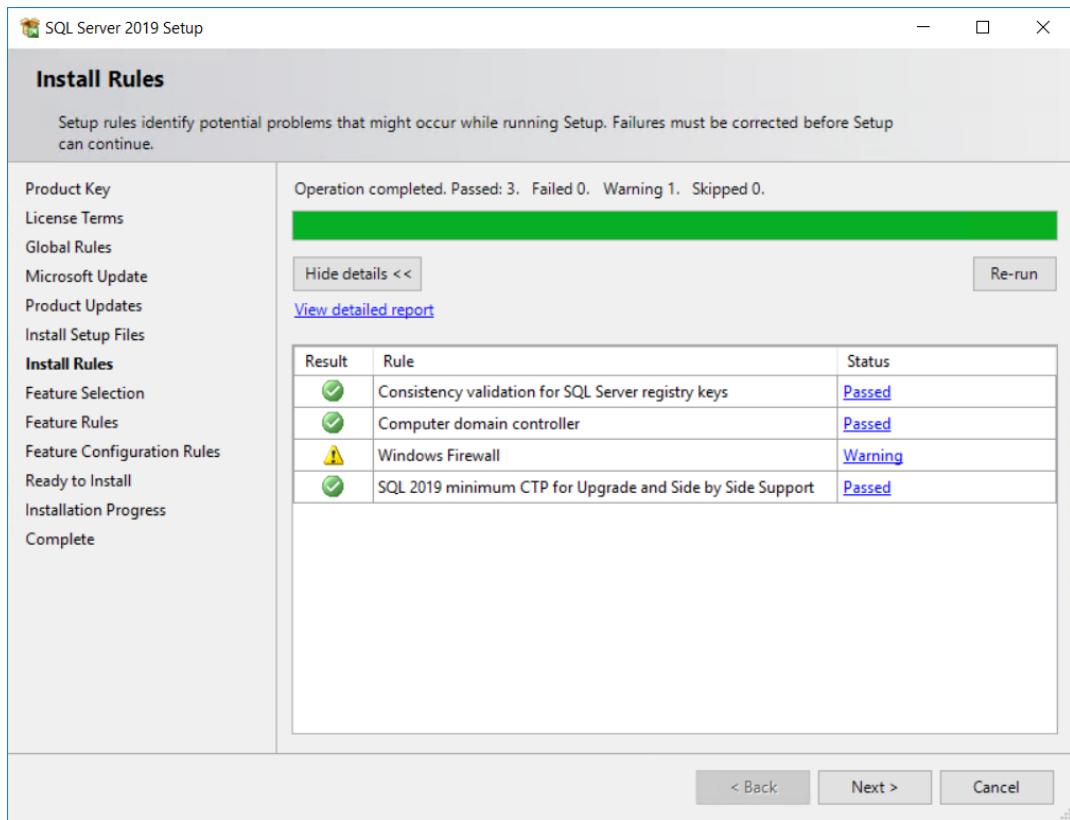 SQL Server 2019 Setup
Install Rules
Setup rules identify potential problems that might occur while running Setup. Failures must be corrected before Setup
can continue.
Product Key
License Terms
Global Rules
Microsoft Update
Product Updates
Install Setup Files
Install Rules
Feature Selection
Feature Rules
Feature Configuration Rules
Ready to Install
Installation Progress
Complete
Operation completed. Passed: 3. Failed 0. Warning 1. Skipped 0.
Hide details << Re-run
View detailed report
Result Rule Status
Consistency validation for SQL Server registry keys Passed
Computer domain controller Passed
Windows Firewall Warning
SQL 2019 minimum CTP for Upgrade and Side by Side Support Passed
< Back Next > Cancel